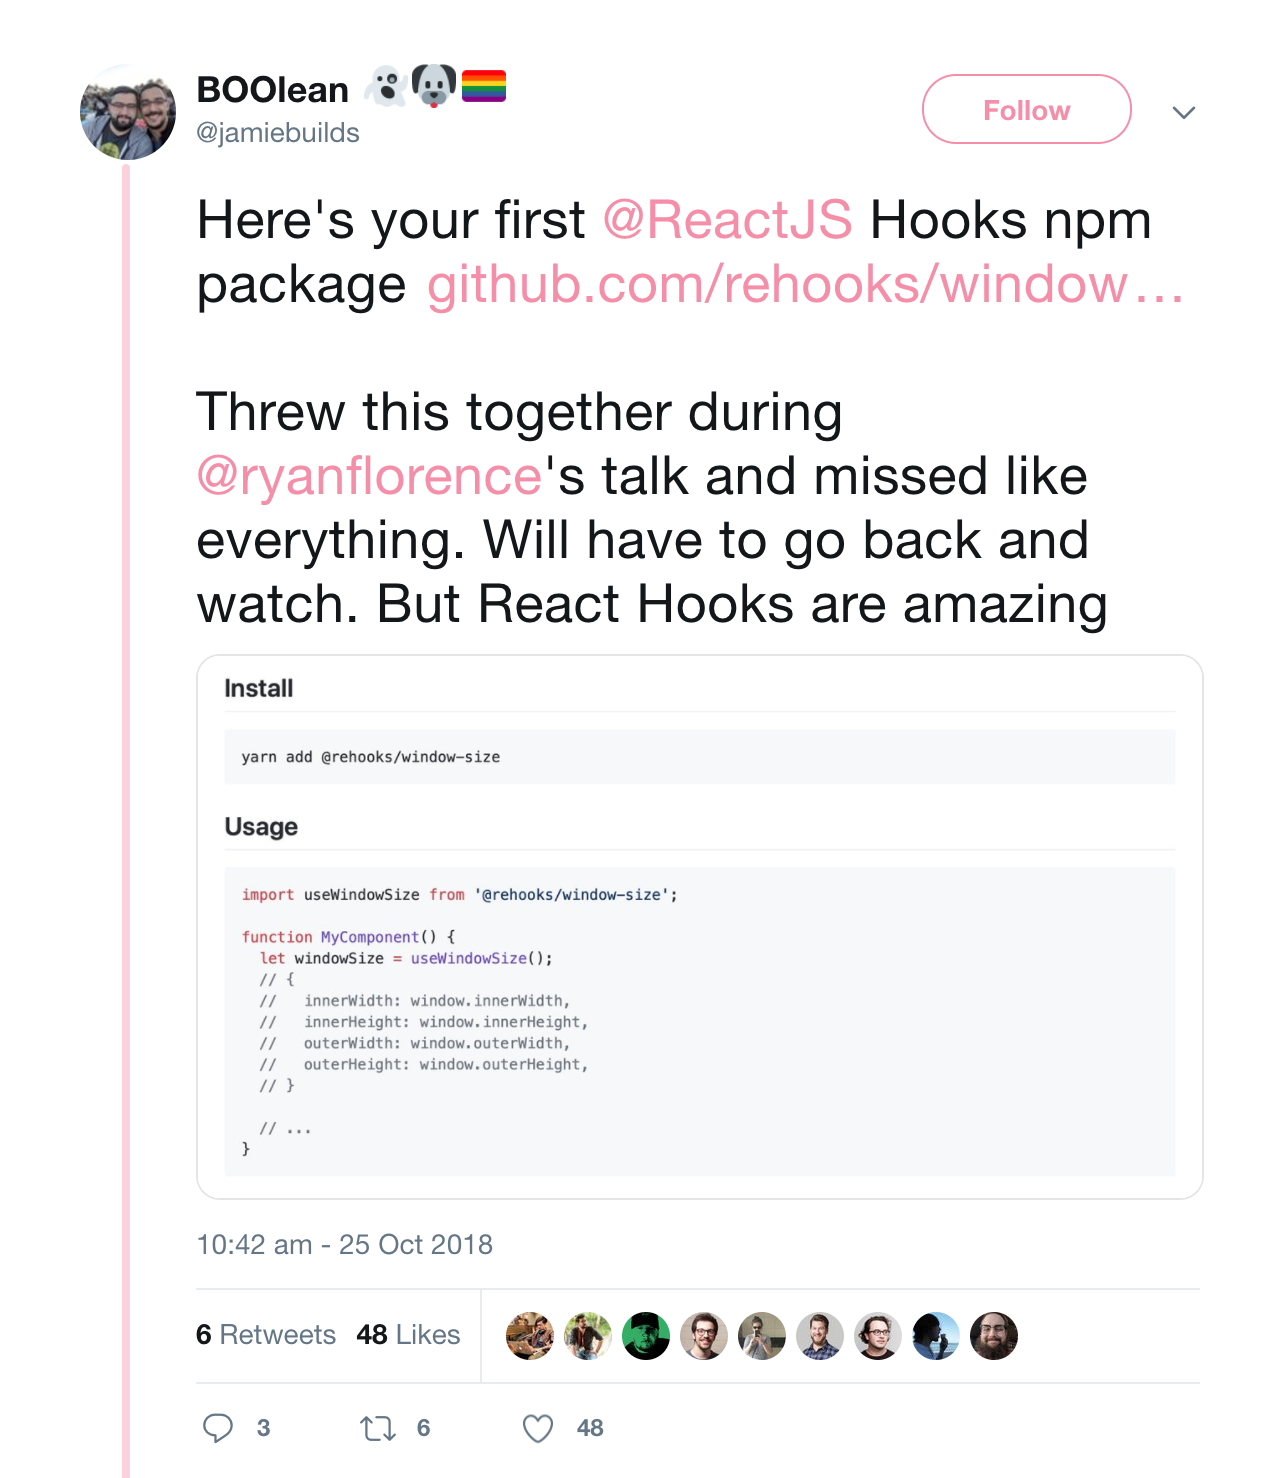 BOOlean 👻🐶🏳️‍🌈
@jamiebuilds
Follow
Here's your first @ReactJS Hooks npm
package github.com/rehooks/window…
Threw this together during
@ryanflorence's talk and missed like
everything. Will have to go back and
watch. But React Hooks are amazing
Install
yarn add @rehooks/window-size
Usage
import useWindowSize from '@rehooks/window-size';
function MyComponent() {
  let windowSize = useWindowSize();
  // {
  //   innerWidth: window.innerWidth,
  //   innerHeight: window.innerHeight,
  //   outerWidth: window.outerWidth,
  //   outerHeight: window.outerHeight,
  // }
  // ...
}
10:42 am - 25 Oct 2018
6 Retweets 48 Likes
3 6 48